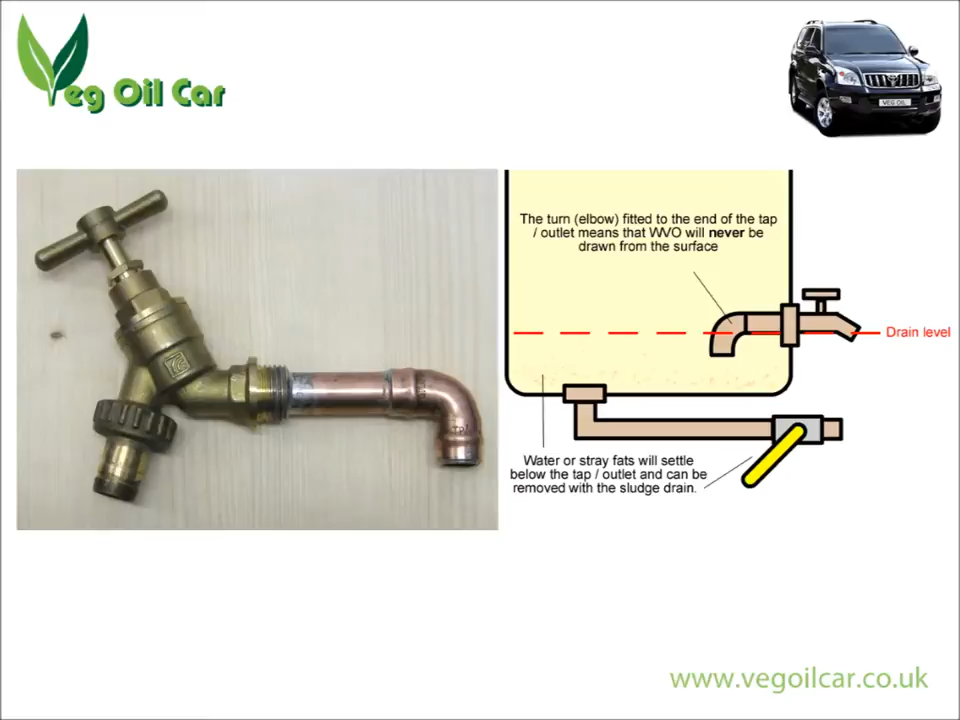 Veg Oil Car
VEG OIL
The turn (elbow) fitted to the end of the tap
/ outlet means that WVO will never be
drawn from the surface
Drain level
Water or stray fats will settle
below the tap / outlet and can be
removed with the sludge drain.
www.vegoilcar.co.uk